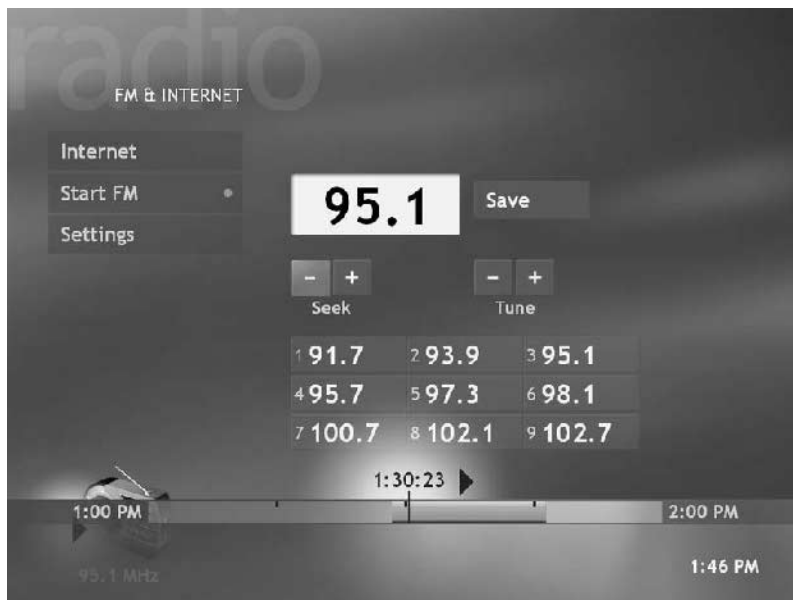 radio
FM & INTERNET
Internet
Start FM
Settings
95.1
Save
- +
- +
Seek
Tune
1 91.7 2 93.9 3 95.1
4 95.7 5 97.3 6 98.1
7 100.7 8 102.1 9 102.7
1:30:23
1:00 PM
2:00 PM
95.1 MHz
1:46 PM